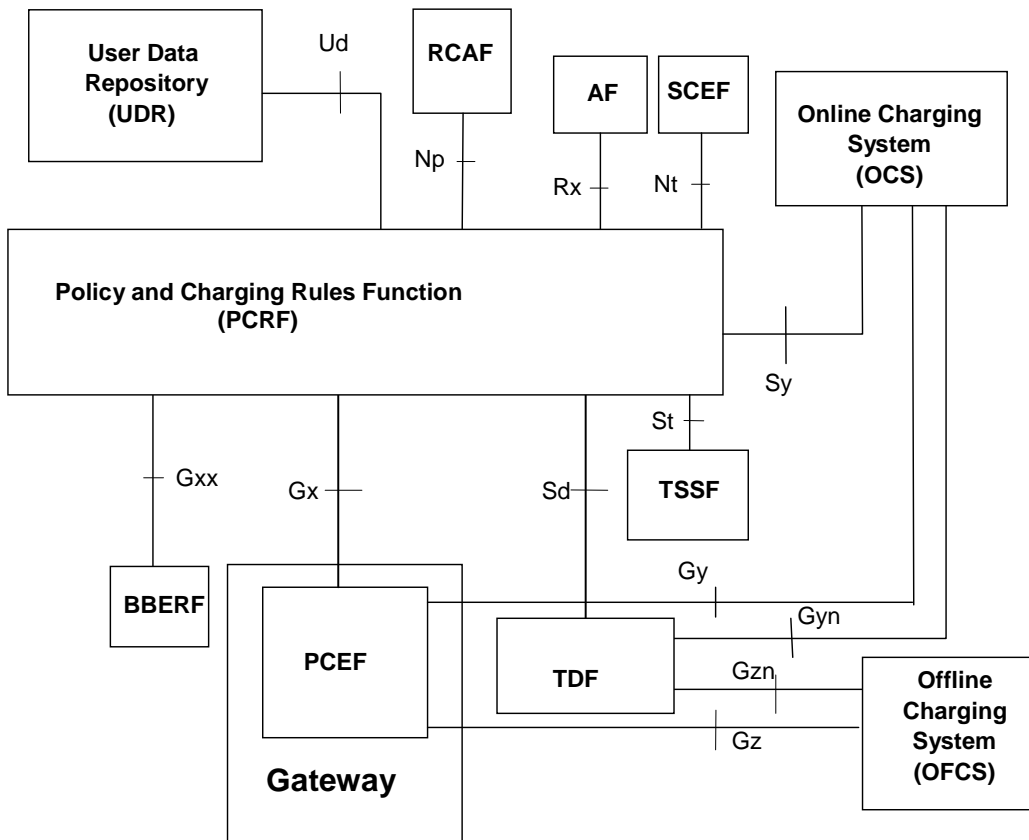 User Data
Repository
(UDR)
Ud
RCAF
AF
SCEF
Online Charging
System
(OCS)
Np
Rx
Nt
Policy and Charging Rules Function
(PCRF)
Sy
St
Gxx
Gx
Sd
TSSF
BBERF
PCEF
Gy
Gyn
TDF
Gzn
Gz
Offline
Charging
System
(OFCS)
Gateway